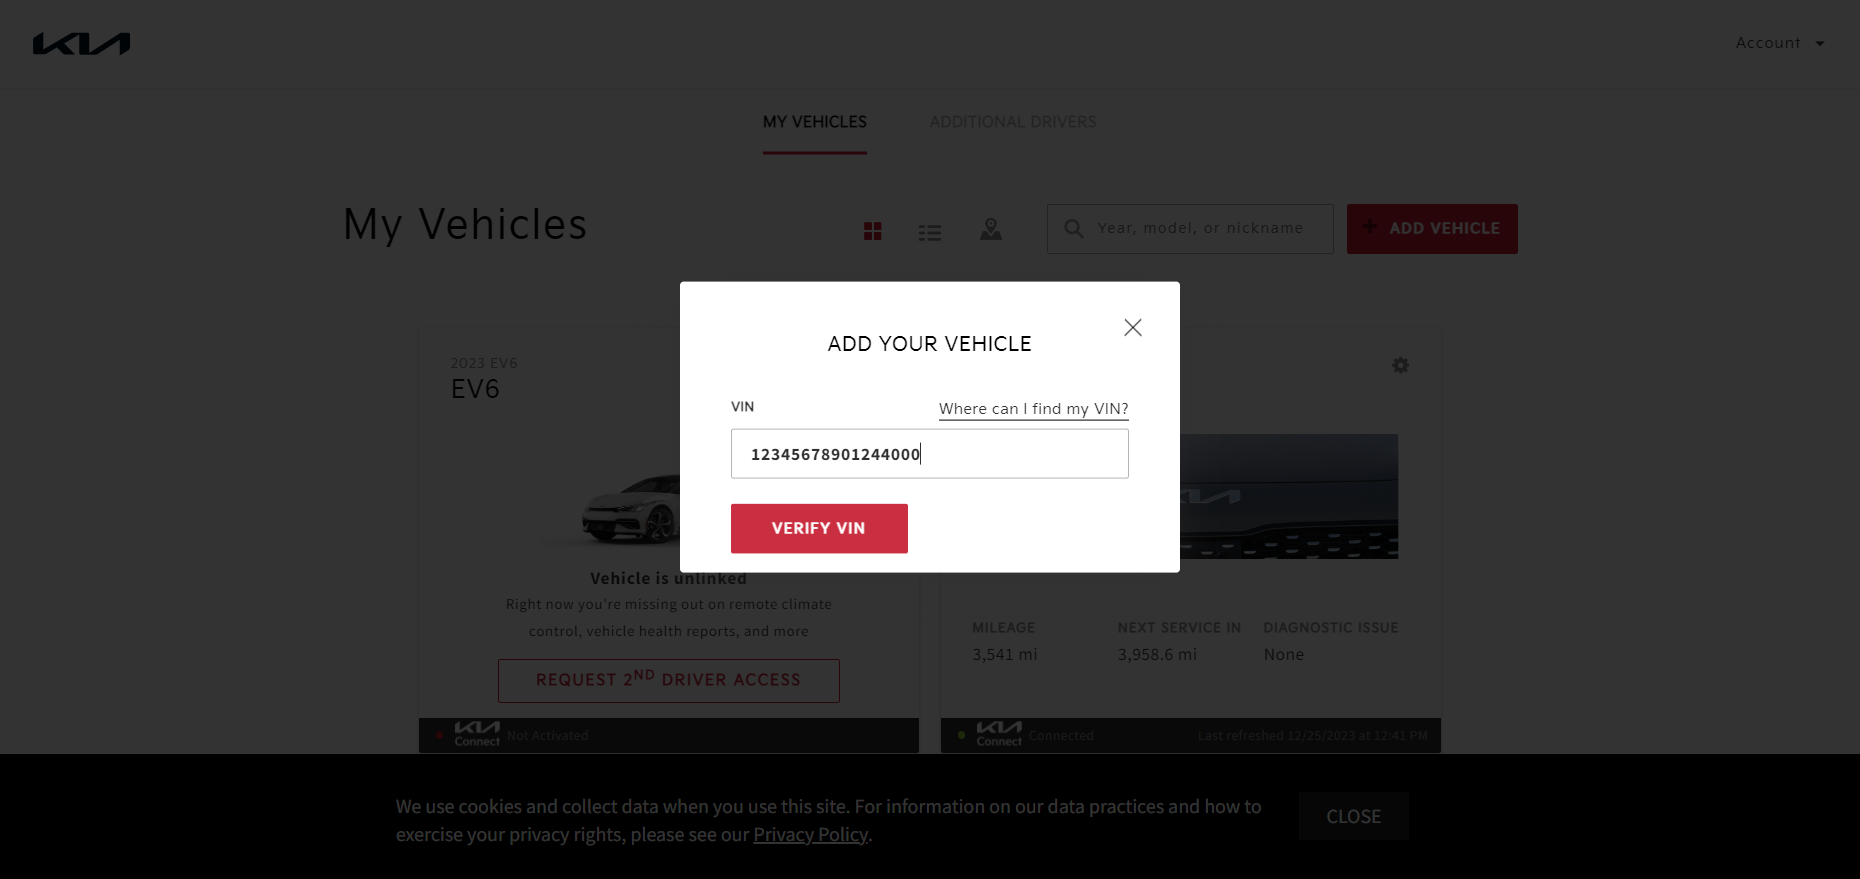 KIA
Account
MY VEHICLES
ADDITIONAL DRIVERS
My Vehicles
Year, model, or nickname
+ ADD VEHICLE
ADD YOUR VEHICLE
VIN
Where can I find my VIN?
12345678901244000
VERIFY VIN
2023 EV6
EV6
Vehicle is unlinked
Right now you're missing out on remote climate
control, vehicle health reports, and more
REQUEST 2ND DRIVER ACCESS
KIA
Connect Not Activated
KIA
MILEAGE
NEXT SERVICE IN
DIAGNOSTIC ISSUE
3,541 mi
3,958.6 mi
None
KIA
Connect Connected
Last refreshed 12/25/2023 at 12:41 PM
We use cookies and collect data when you use this site. For information on our data practices and how to
exercise your privacy rights, please see our Privacy Policy.
CLOSE